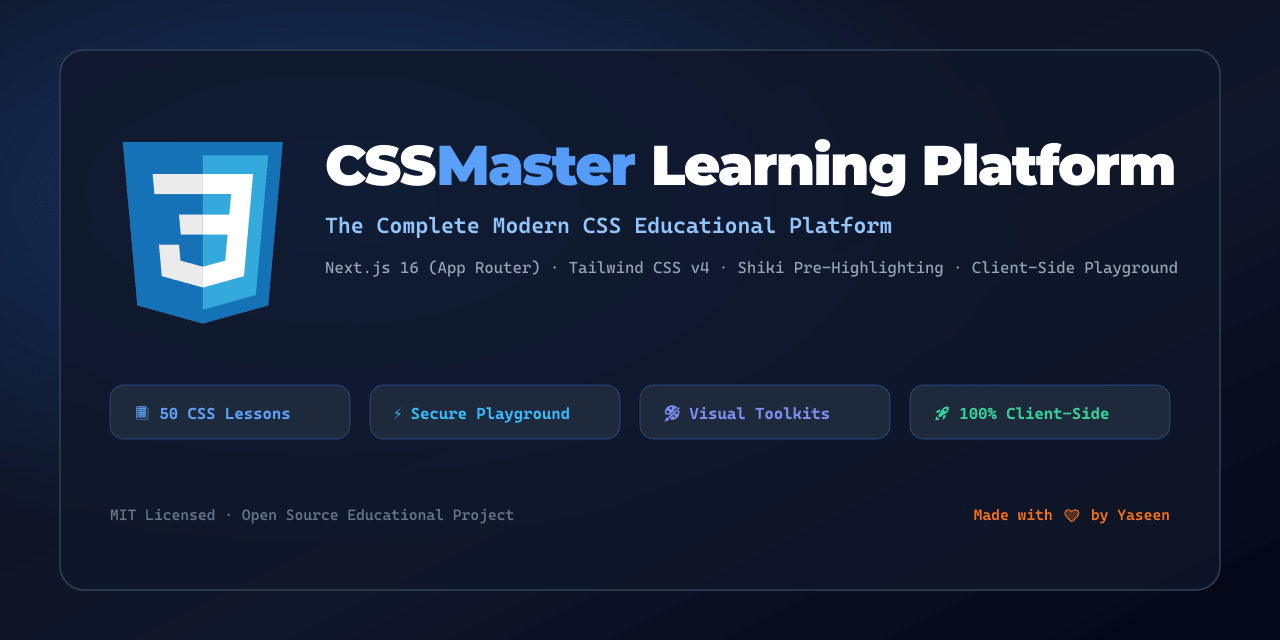 CSSMaster Learning Platform
The Complete Modern CSS Educational Platform
Next.js 16 (App Router) · Tailwind CSS v4 · Shiki Pre-Highlighting · Client-Side Playground
50 CSS Lessons
⚡ Secure Playground
🎨 Visual Toolkits
🚀 100% Client-Side
MIT Licensed · Open Source Educational Project
Made with 🧡 by Yaseen